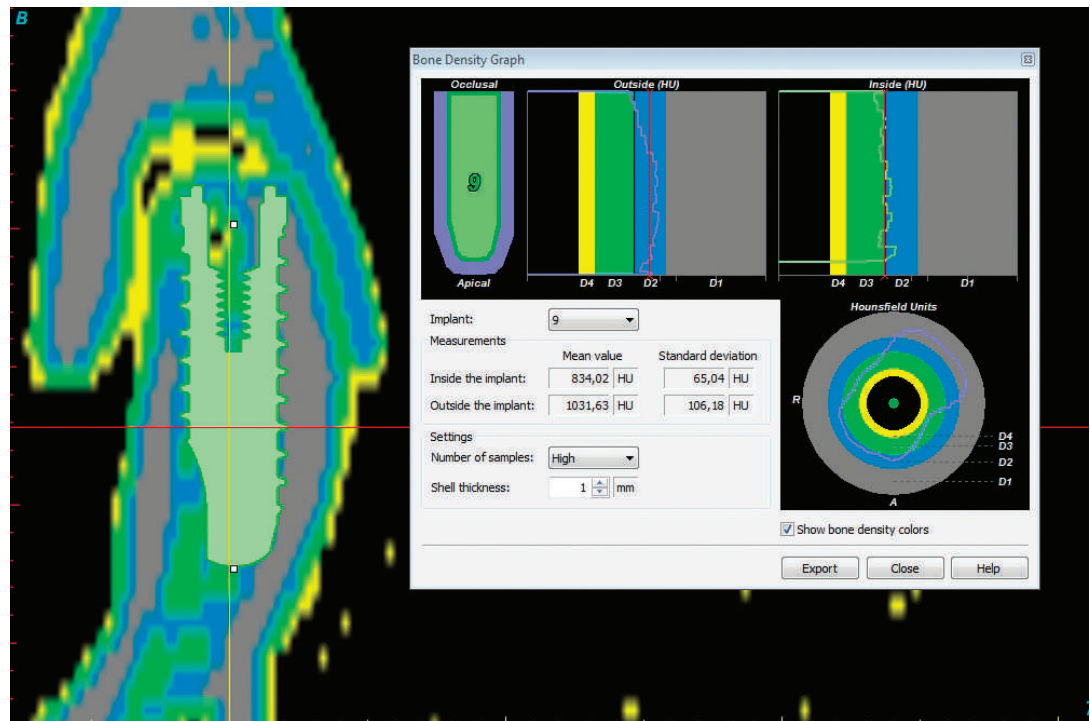 B
Bone Density Graph
Occlusal
9
Apical
Outside (HU)
D4 D3 D2 D1
Inside (HU)
D4 D3 D2 D1
Implant: 9
Measurements
Mean value Standard deviation
Inside the implant: 834,02 HU 65,04 HU
Outside the implant: 1031,63 HU 106,18 HU
Settings
Number of samples: High
Shell thickness: 1 mm
Hounsfield Units
R
D4
D3
D2
D1
A
Show bone density colors
Export Close Help